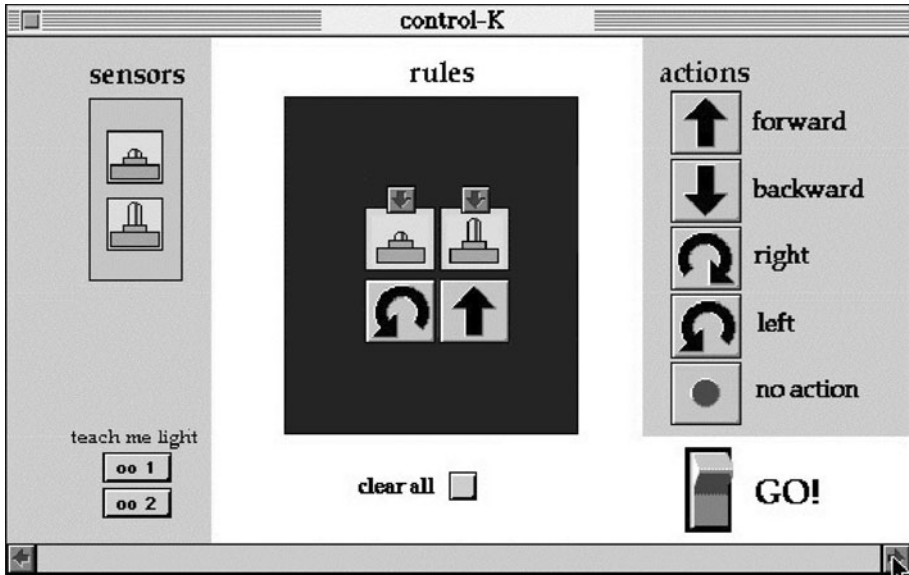 control-K
sensors
rules
actions
forward
backward
right
left
no action
teach me light
oo 1
oo 2
clear all
GO!